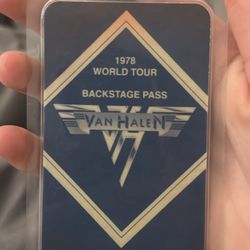 1978
WORLD TOUR
BACKSTAGE PASS
VAN HALEN